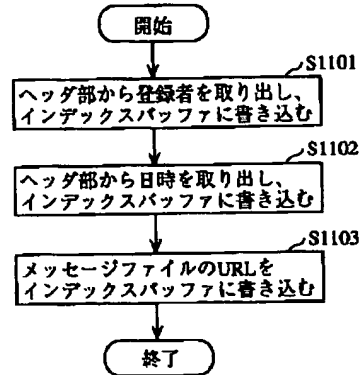 開始
S1101
ヘッダ部から登録者を取り出し、
インデックスバッファに書き込む
S1102
ヘッダ部から日時を取り出し、
インデックスバッファに書き込む
S1103
メッセージファイルのURLを
インデックスバッファに書き込む
終了